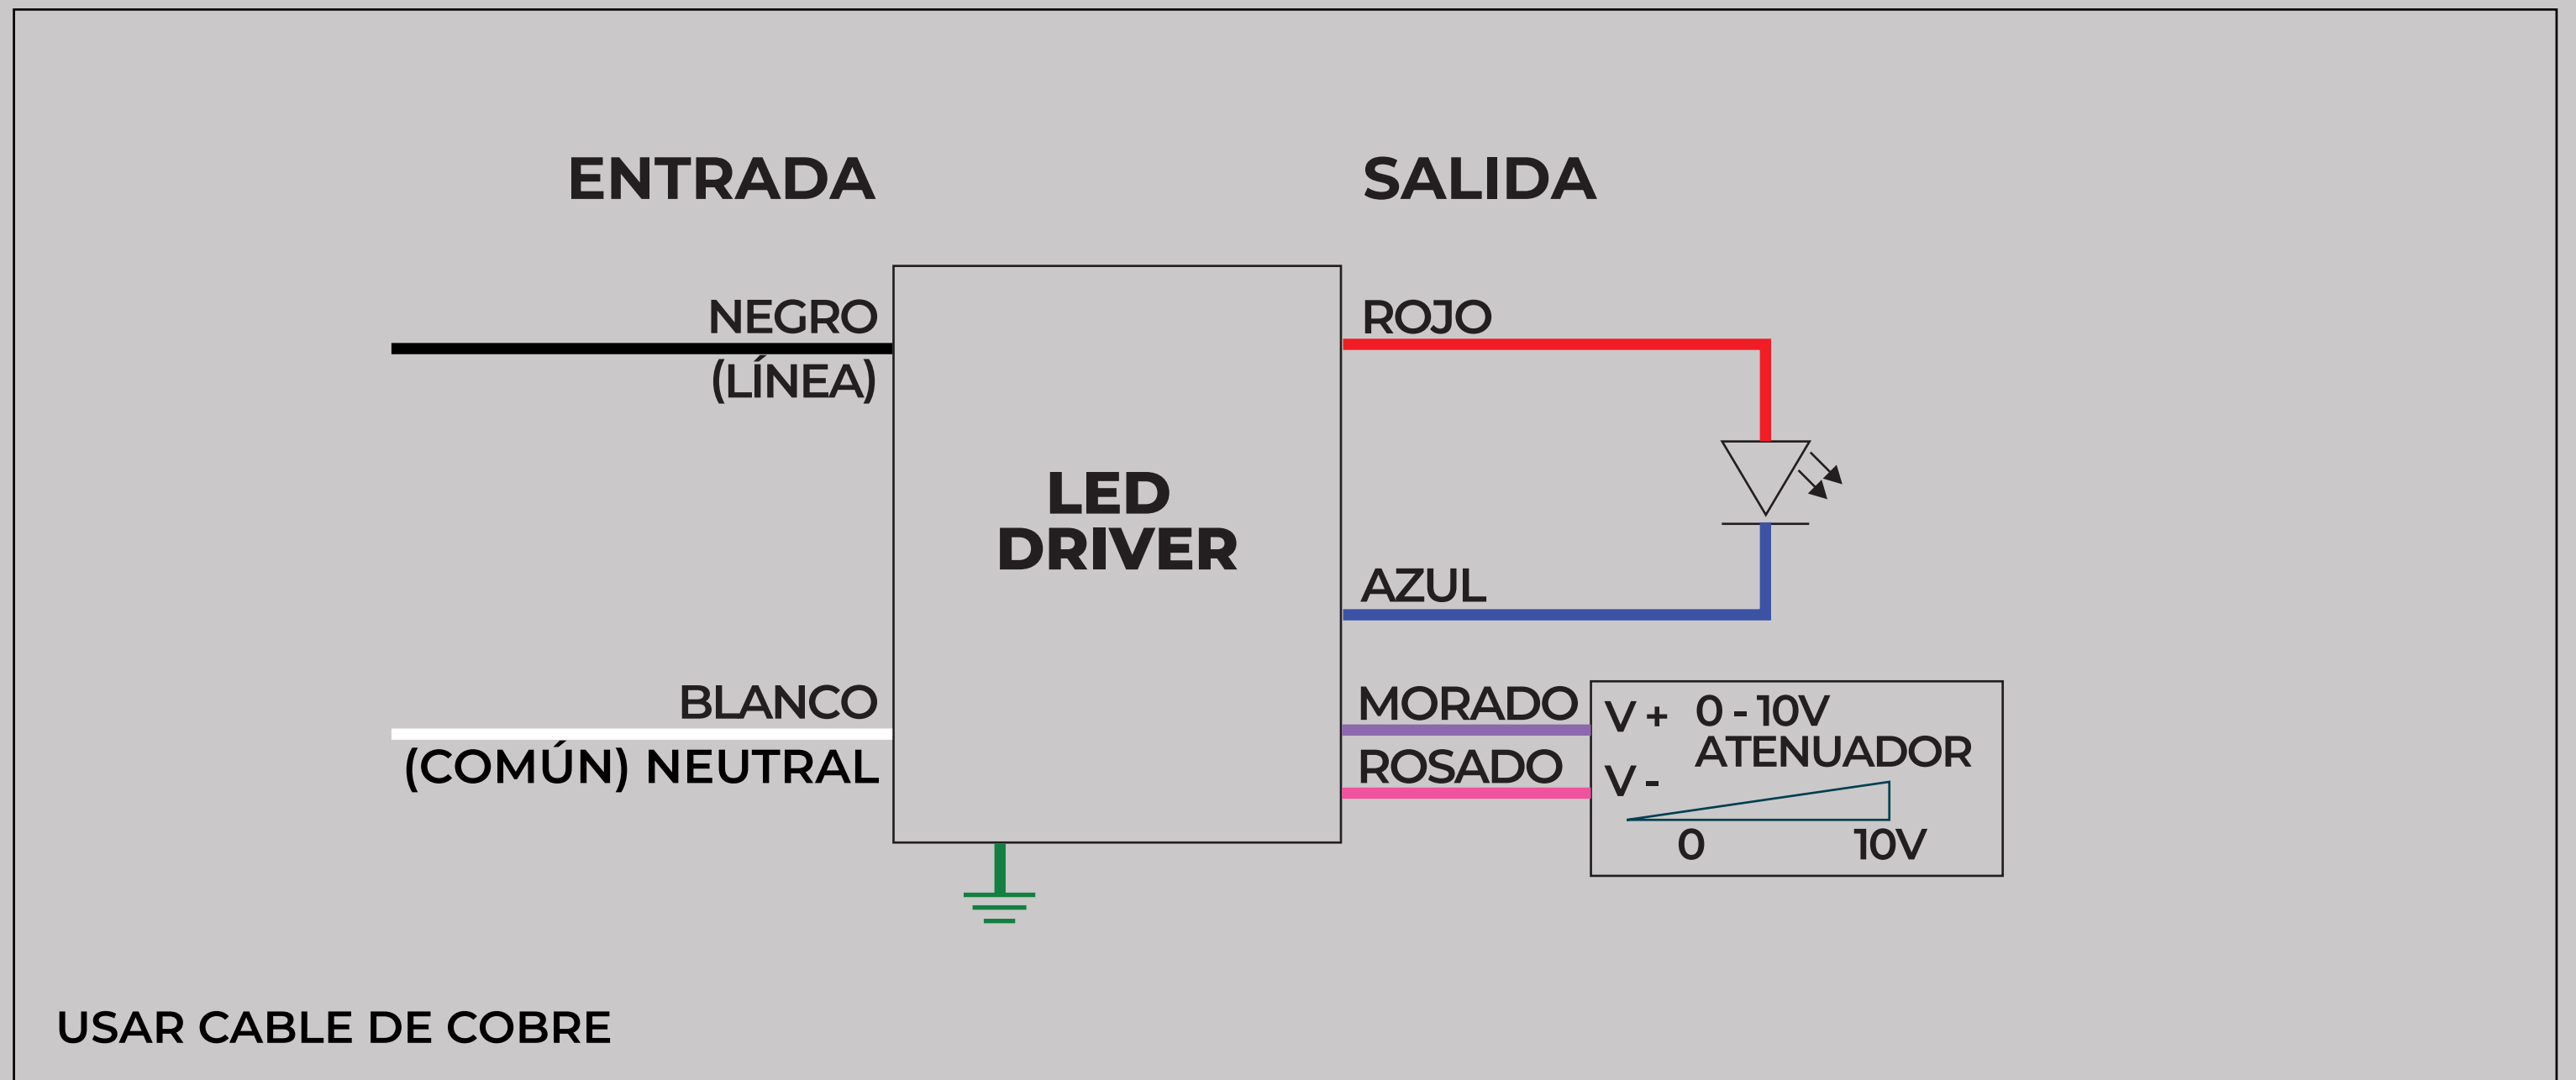 ENTRADA
SALIDA
NEGRO
(LÍNEA)
ROJO
LED
DRIVER
AZUL
BLANCO
(COMÚN) NEUTRAL
MORADO
ROSADO
V + 0 - 10V
ATENUADOR
V -
0 10V
USAR CABLE DE COBRE